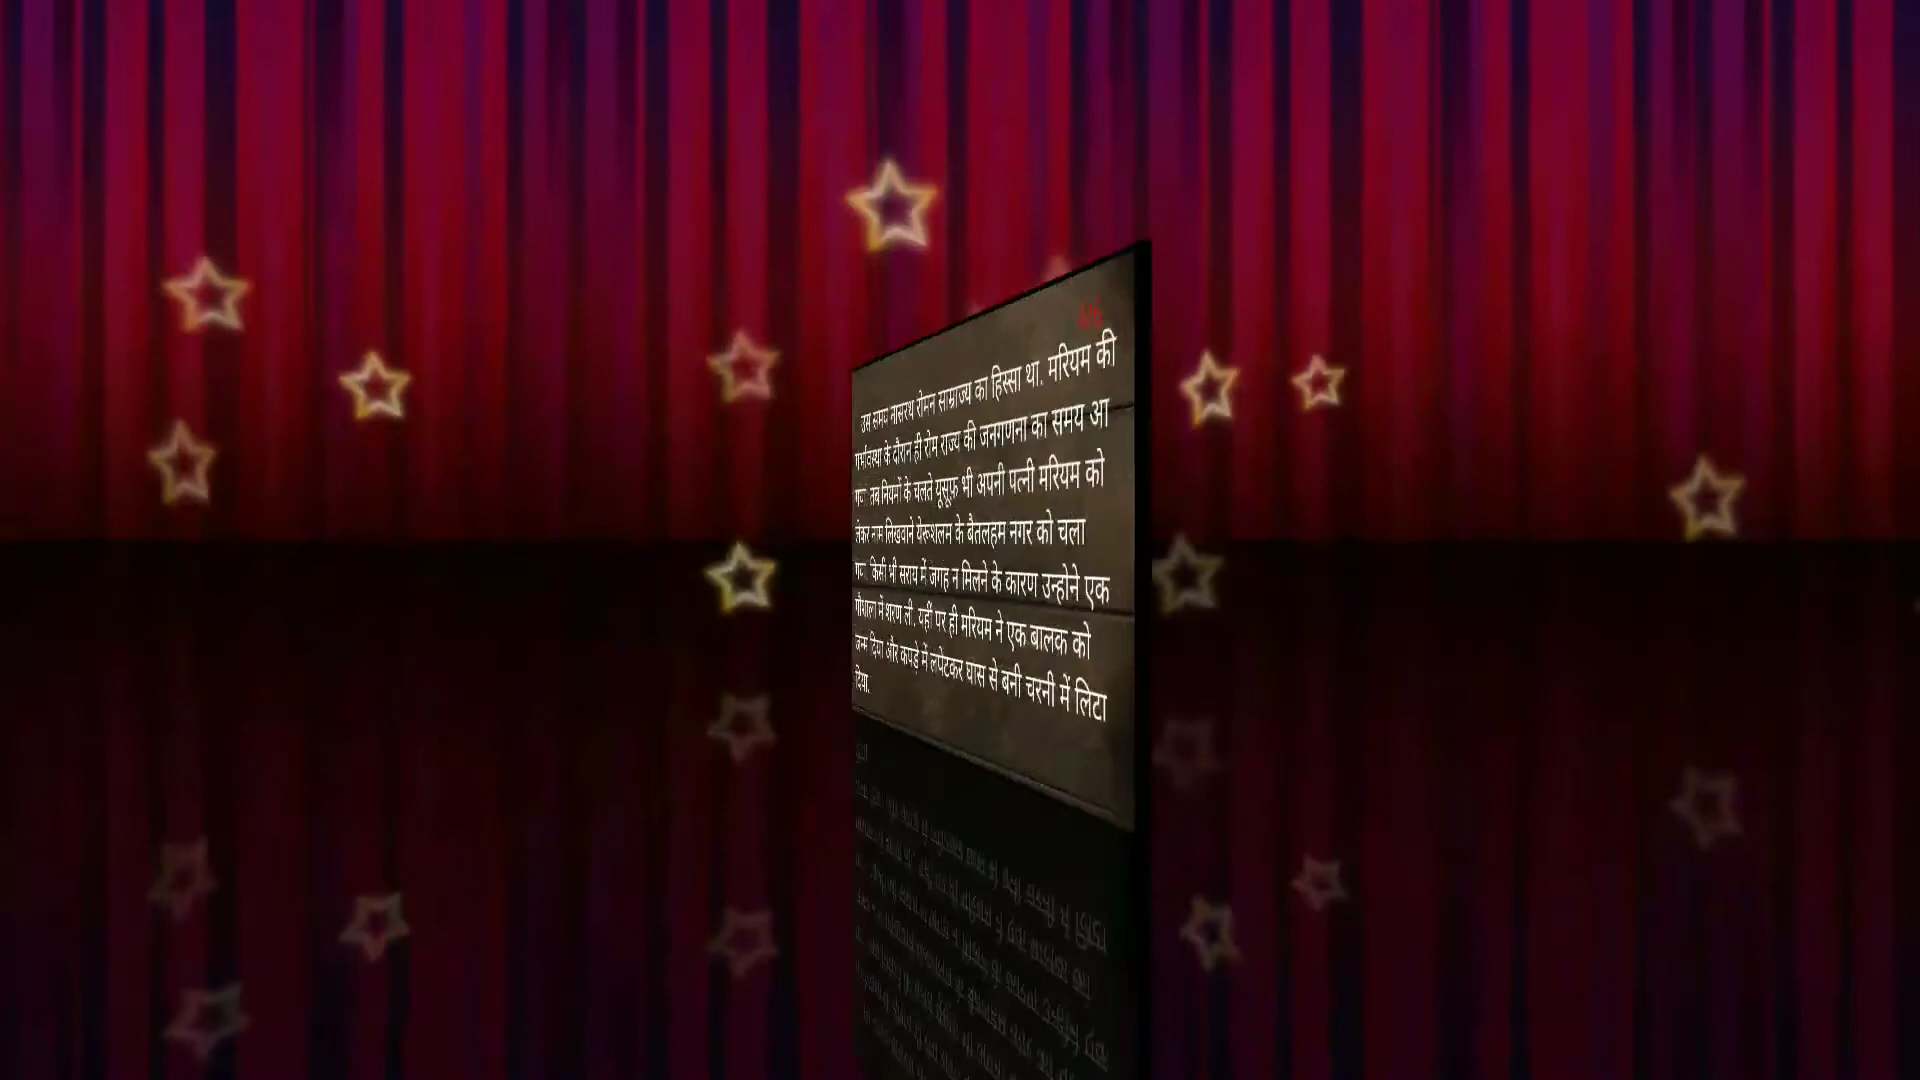 उस समय नासरथ रोमन साम्राज्य का हिस्सा था. मरियम की
गर्भावस्था के दौरान ही रोम राज्य की जनगणना का समय आ
गया. तब नियमों के चलते यूसुफ़ भी अपनी पत्नी मरियम को
लेकर नाम लिखवाने येरूशलम के बैतलहम नगर को चला
गया. किसी भी सराय में जगह न मिलने के कारण उन्होने एक
गौशाला में शरण ली. यहीं पर ही मरियम ने एक बालक को
जन्म दिया और कपड़े में लपेटकर घास से बनी चरनी में लिटा
दिया.